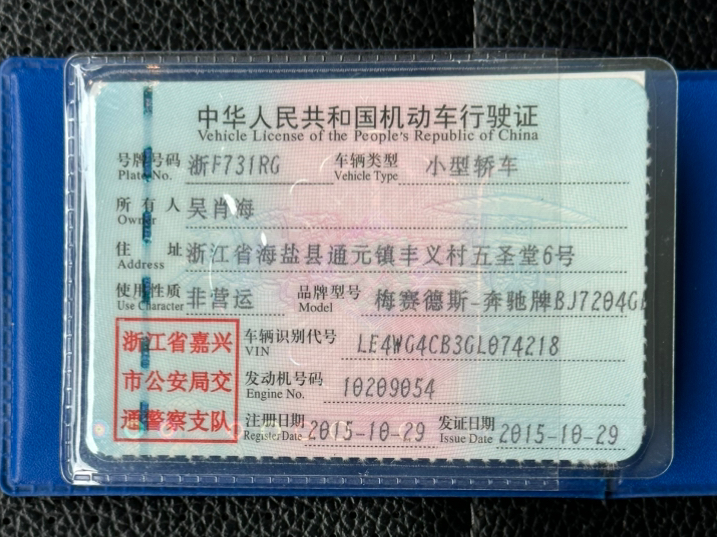 中华人民共和国机动车行驶证
Vehicle License of the People's Republic of China
号牌号码 浙F731RG 车辆类型 小型轿车
Plate No. Vehicle Type
所有人 吴肖海
Owner
住址 浙江省海盐县通元镇丰义村五圣堂6号
Address
使用性质 非营运 品牌型号 梅赛德斯-奔驰牌BJ7204G
Use Character Model
浙江省嘉兴
市公安局交
通警察支队
车辆识别代号 LE4WG4CB3GL074218
VIN
发动机号码 10209054
Engine No.
注册日期 2015-10-29 发证日期 2015-10-29
Register Date Issue Date